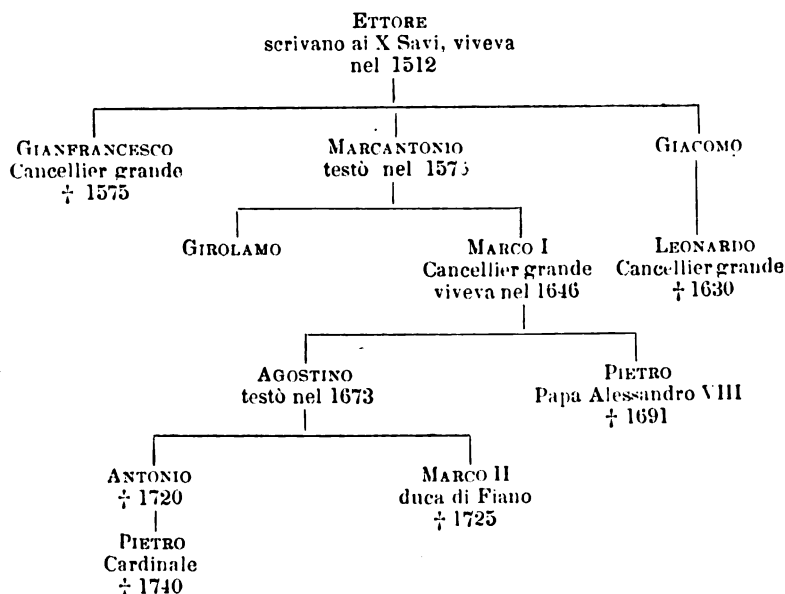 ETTORE
scrivano ai X Savi, viveva
nel 1512
GIANFRANCESCO
Cancellier grande
† 1575
MARCANTONIO
testò nel
GIACOMO
GIROLAMO
MARCO I
Cancellier grande
viveva nel 1646
LEONARDO
Cancellier grande
† 1630
AGOSTINO
testò nel 1673
PIETRO
Papa Alessandro VIII
† 1691
ANTONIO
† 1720
MARCO II
duca di Fiano
† 1725
PIETRO
Cardinale
† 1740